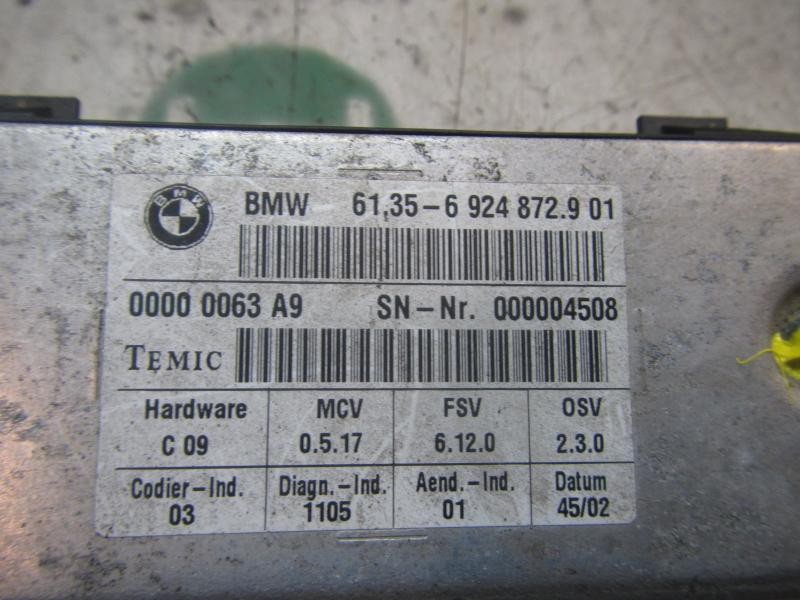 BMW
BMW 61,35-6 924 872.9 01
0000 0063 A9 SN-Nr. 000004508
TEMIC
Hardware MCV FSV OSV
C 09 0.5.17 6.12.0 2.3.0
Codier-Ind. Diagn.-Ind. Aend.-Ind. Datum
03 1105 01 45/02